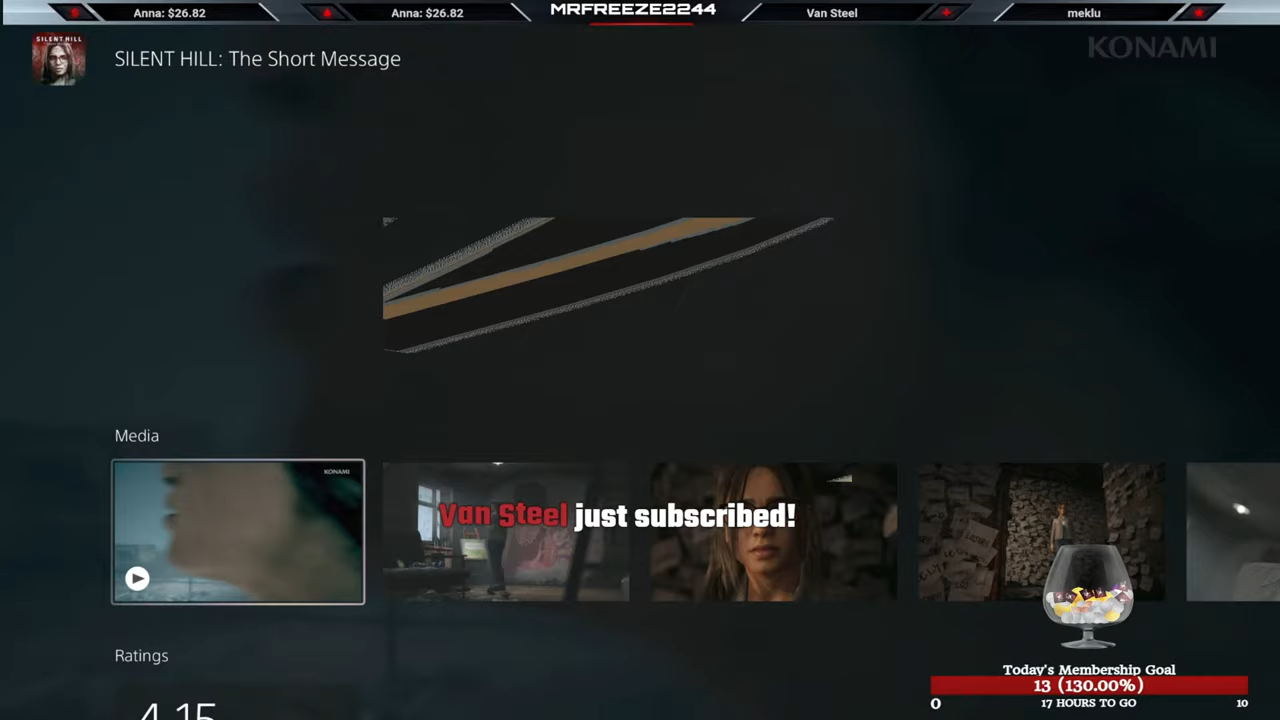 Anna: $26.82
Anna: $26.82
MRFREEZE2244
Van Steel
meklu
SILENT HILL
SILENT HILL: The Short Message
KONAMI
Media
KONAMI
Van Steel just subscribed!
Ratings
4.15
Today's Membership Goal
13 (130.00%)
0
17 HOURS TO GO
10